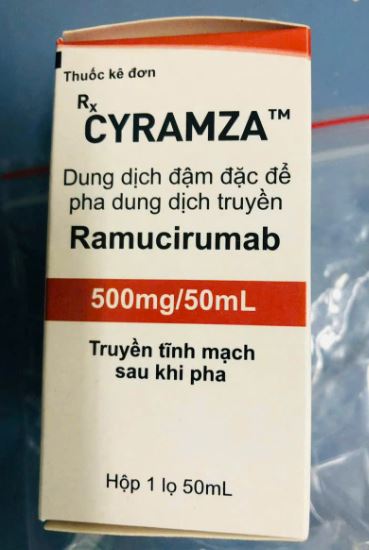 Thuốc kê đơn
Rx
CYRAMZA™
Dung dịch đậm đặc để
pha dung dịch truyền
Ramucirumab
500mg/50mL
Truyền tĩnh mạch
sau khi pha
Hộp 1 lọ 50mL